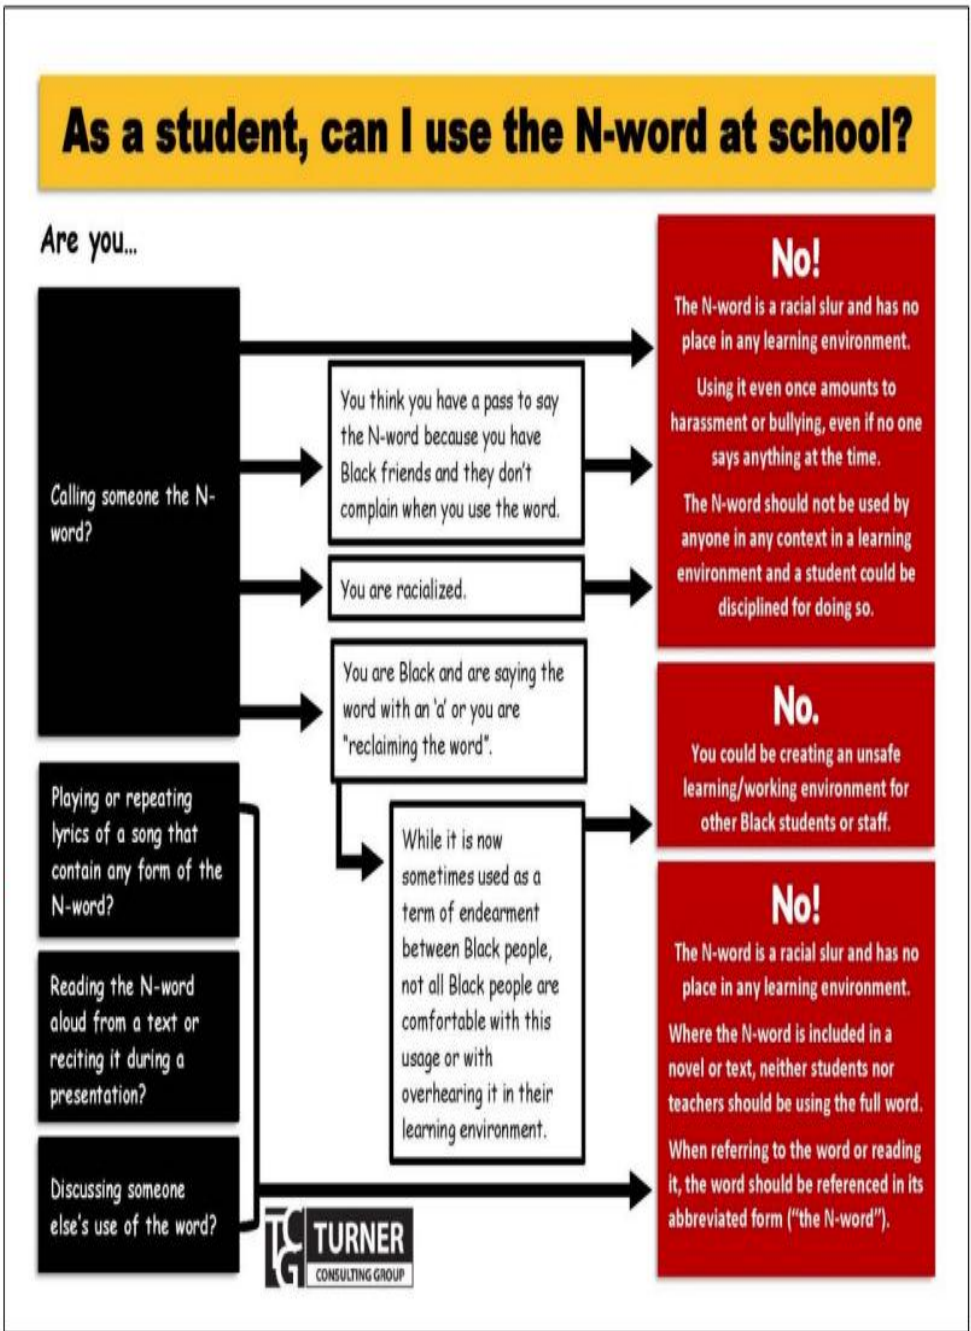 As a student, can I use the N-word at school?
Are you...
Calling someone the N-
word?
You think you have a pass to say
the N-word because you have
Black friends and they don't
complain when you use the word.
You are racialized.
You are Black and are saying the
word with an 'a' or you are
"reclaiming the word".
While it is now
sometimes used as a
term of endearment
between Black people,
not all Black people are
comfortable with this
usage or with
overhearing it in their
learning environment.
No!
The N-word is a racial slur and has no
place in any learning environment.
Using it even once amounts to
harassment or bullying, even if no one
says anything at the time.
The N-word should not be used by
anyone in any context in a learning
environment and a student could be
disciplined for doing so.
No.
You could be creating an unsafe
learning/working environment for
other Black students or staff.
Playing or repeating
lyrics of a song that
contain any form of the
N-word?
Reading the N-word
aloud from a text or
reciting it during a
presentation?
Discussing someone
else's use of the word?
No!
The N-word is a racial slur and has no
place in any learning environment.
Where the N-word is included in a
novel or text, neither students nor
teachers should be using the full word.
When referring to the word or reading
it, the word should be referenced in its
abbreviated form ("the N-word").
TCG
TURNER
CONSULTING GROUP